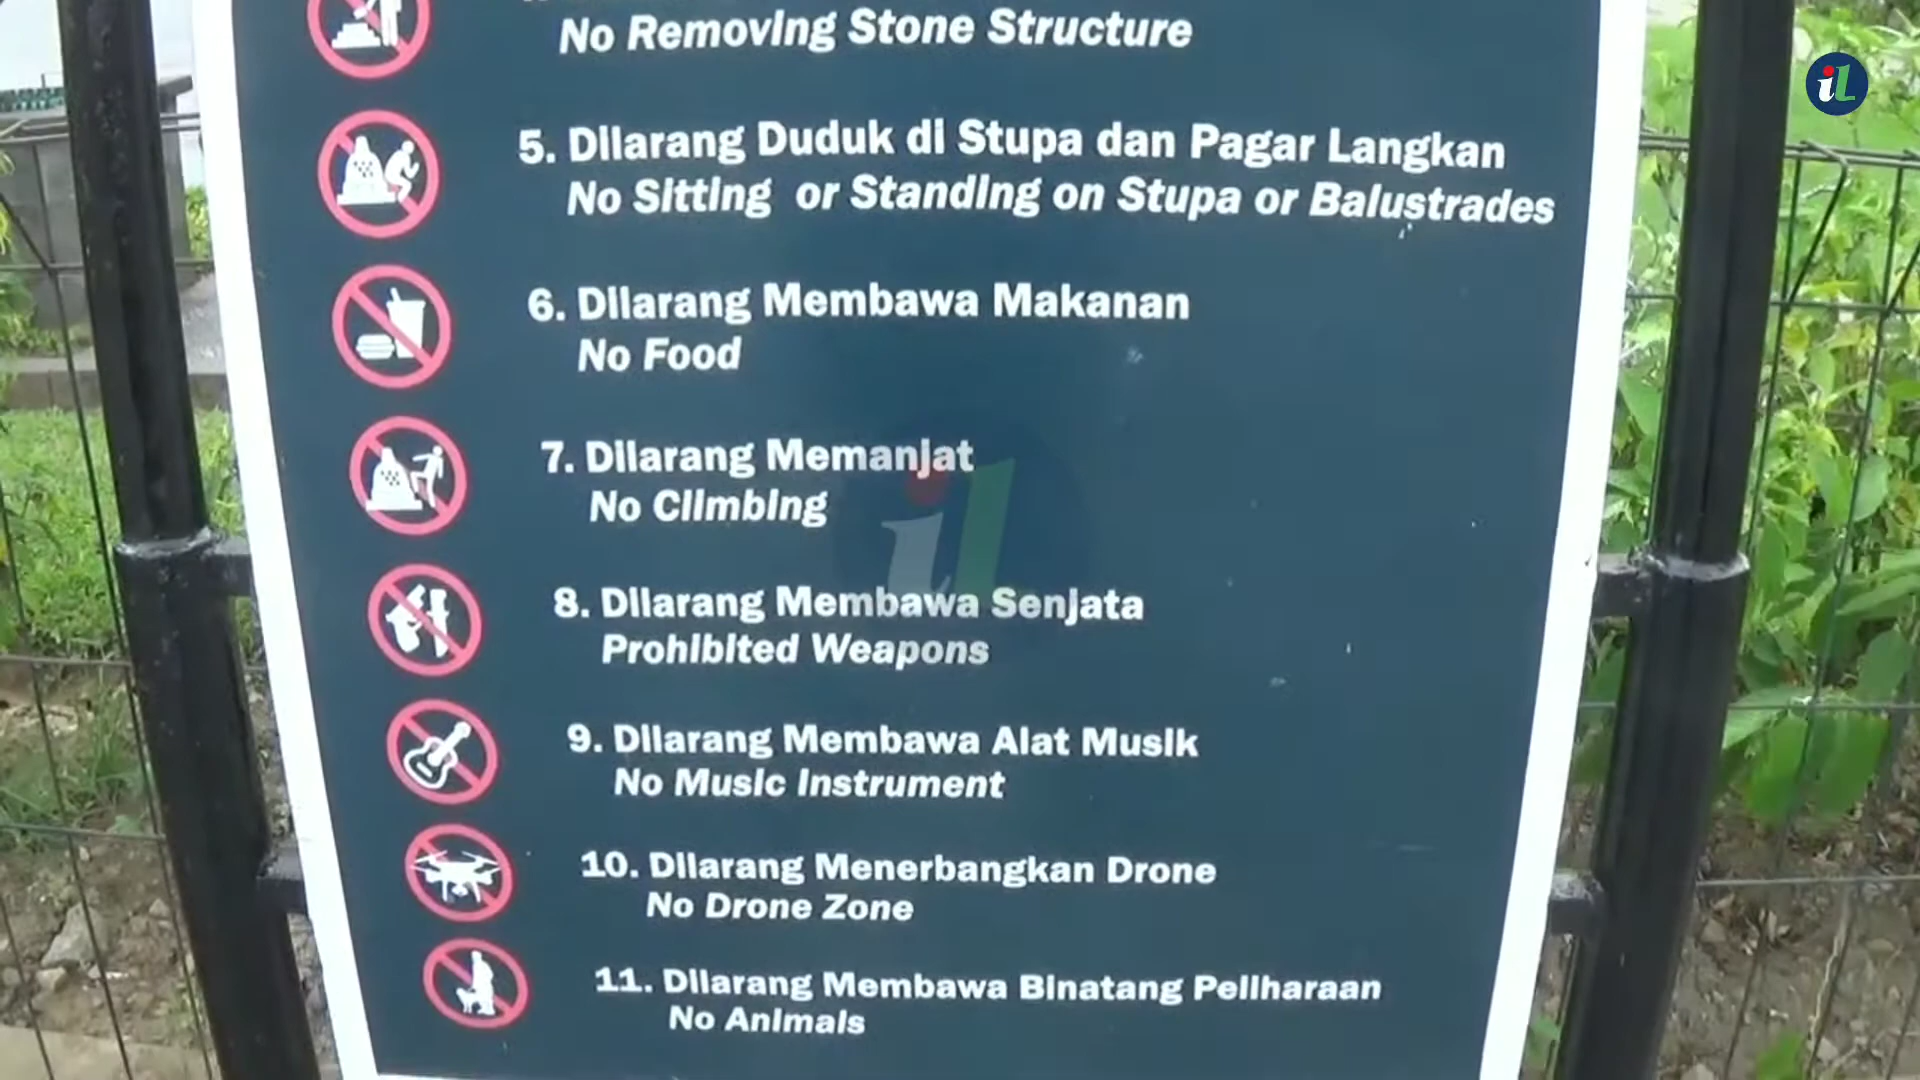 No Removing Stone Structure
5. Dilarang Duduk di Stupa dan Pagar Langkan
No Sitting or Standing on Stupa or Balustrades
6. Dilarang Membawa Makanan
No Food
7. Dilarang Memanjat
No Climbing
8. Dilarang Membawa Senjata
Prohibited Weapons
9. Dilarang Membawa Alat Musik
No Music Instrument
10. Dilarang Menerbangkan Drone
No Drone Zone
11. Dilarang Membawa Binatang Peliharaan
No Animals
iL
iL